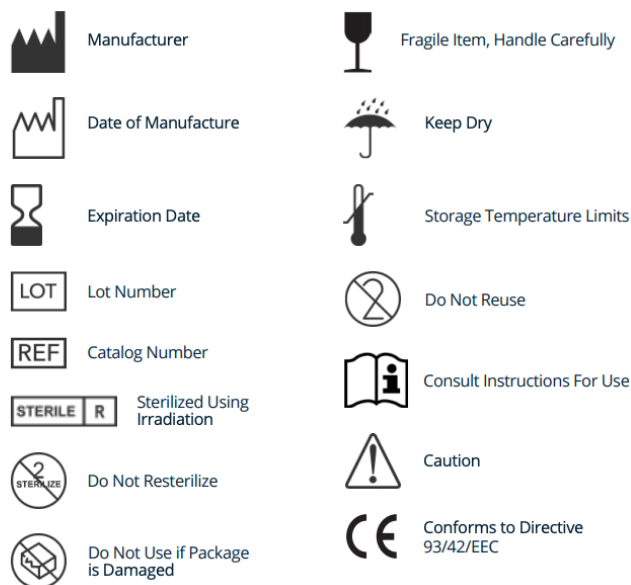 Manufacturer
Date of Manufacture
Expiration Date
LOT Lot Number
REF Catalog Number
STERILE R Sterilized Using
Irradiation
2
STERILIZE Do Not Resterilize
Do Not Use if Package
is Damaged
Fragile Item, Handle Carefully
Keep Dry
Storage Temperature Limits
2 Do Not Reuse
i Consult Instructions For Use
! Caution
CE Conforms to Directive
93/42/EEC